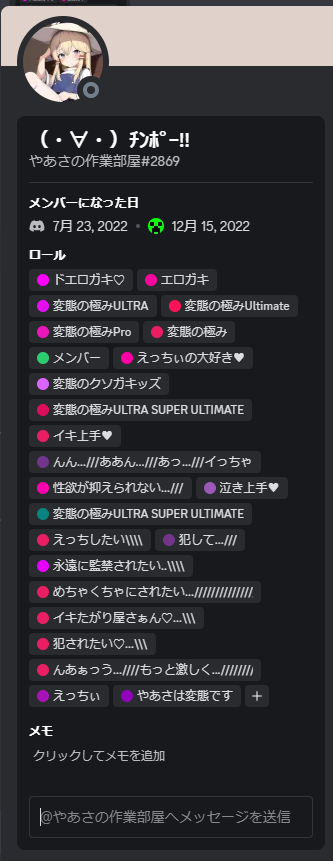 （・∀・）ﾁﾝﾎﾟｰ!!
やあさの作業部屋#2869
メンバーになった日
7月 23, 2022 • 12月 15, 2022
ロール
ドエロガキ♡ エロガキ
変態の極みULTRA 変態の極みUltimate
変態の極みPro 変態の極み
メンバー えっちぃの大好き♥
変態のクソガキッズ
変態の極みULTRA SUPER ULTIMATE
イキ上手♥
んん...///ああん...///あっ...///イっちゃ
性欲が抑えられない.../// 泣き上手♥
変態の極みULTRA SUPER ULTIMATE
えっちしたい\\\\ 犯して...///
永遠に監禁されたい..\\\\
めちゃくちゃにされたい...//////////////
イキたがり屋さぁん♡...\\\
犯されたい♡...\\\
んあぁっう...////もっと激しく...////////
えっちぃ やあさは変態です +
メモ
クリックしてメモを追加
@やあさの作業部屋へメッセージを送信